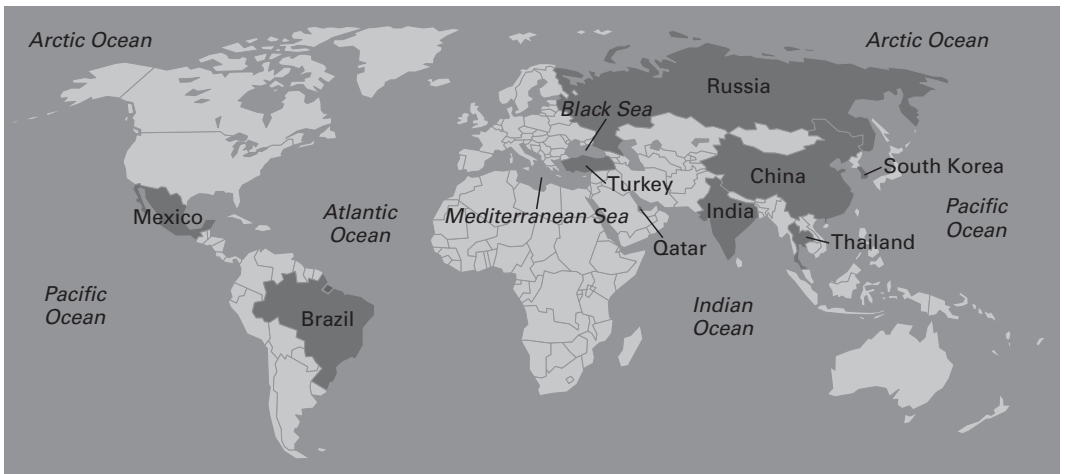 Arctic Ocean
Arctic Ocean
Russia
Black Sea
South Korea
China
Turkey
Mexico
Atlantic
Ocean
Mediterranean Sea
India
Pacific
Ocean
Qatar
Thailand
Pacific
Ocean
Brazil
Indian
Ocean